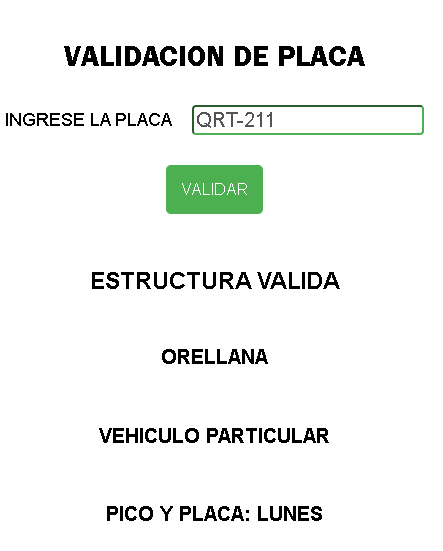 VALIDACION DE PLACA
INGRESE LA PLACA QRT-211
VALIDAR
ESTRUCTURA VALIDA
ORELLANA
VEHICULO PARTICULAR
PICO Y PLACA: LUNES